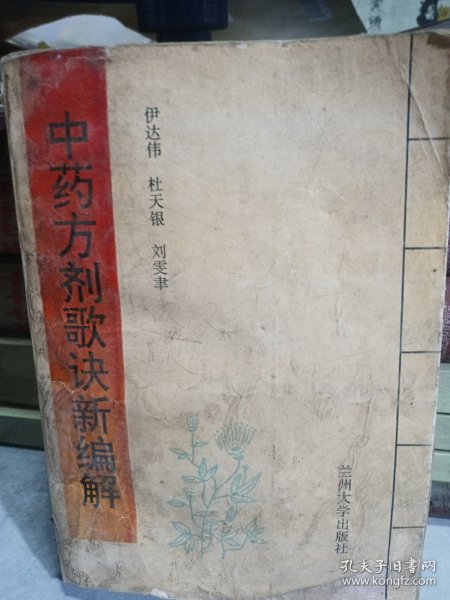 中药方剂歌诀新编解
伊达伟 杜天银 刘雯聿
兰州大学出版社
孔夫子旧书网
www.kongfz.com